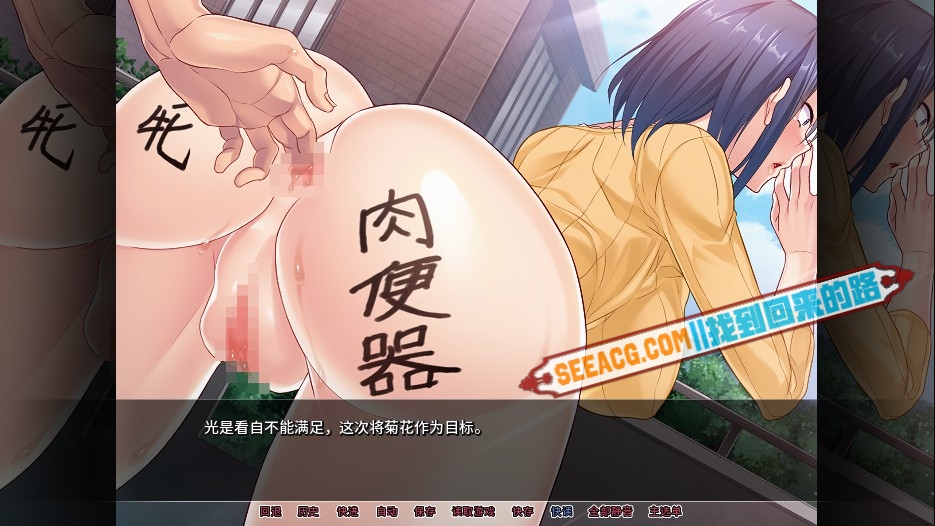 牝
牝
肉
便
器
SEEACG.COM||找到回来的路
光是看自不能满足，这次将菊花作为目标。
回退 历史 快进 自动 保存 读取游戏 快存 快读 全部静音 主选单